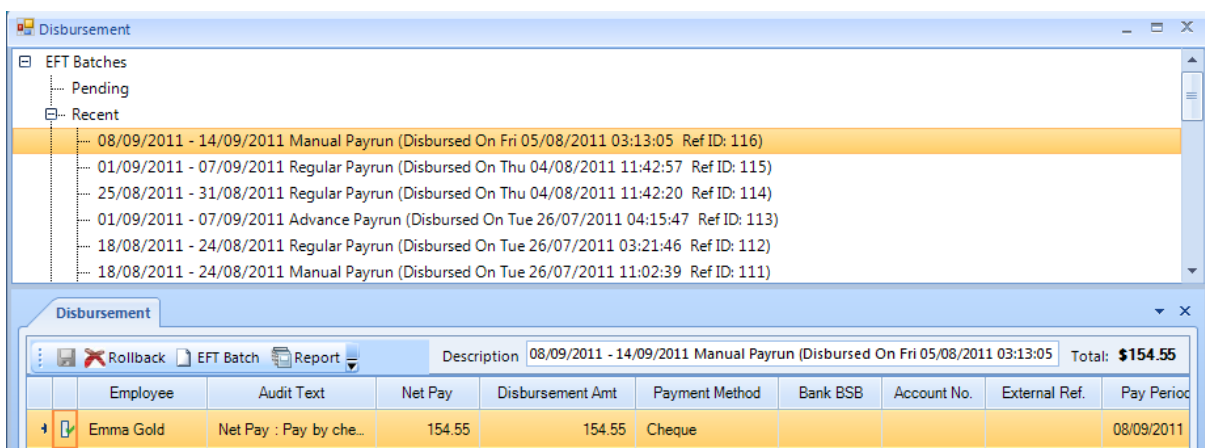 Disbursement
EFT Batches
Pending
Recent
08/09/2011 - 14/09/2011 Manual Payrun (Disbursed On Fri 05/08/2011 03:13:05 Ref ID: 116)
01/09/2011 - 07/09/2011 Regular Payrun (Disbursed On Thu 04/08/2011 11:42:57 Ref ID: 115)
25/08/2011 - 31/08/2011 Regular Payrun (Disbursed On Thu 04/08/2011 11:42:20 Ref ID: 114)
01/09/2011 - 07/09/2011 Advance Payrun (Disbursed On Tue 26/07/2011 04:15:47 Ref ID: 113)
18/08/2011 - 24/08/2011 Regular Payrun (Disbursed On Tue 26/07/2011 03:21:46 Ref ID: 112)
18/08/2011 - 24/08/2011 Manual Payrun (Disbursed On Tue 26/07/2011 11:02:39 Ref ID: 111)
Disbursement
Rollback EFT Batch Report Description 08/09/2011 - 14/09/2011 Manual Payrun (Disbursed On Fri 05/08/2011 03:13:05 Total: $154.55
Employee Audit Text Net Pay Disbursement Amt Payment Method Bank BSB Account No. External Ref. Pay Period
Emma Gold Net Pay : Pay by che... 154.55 154.55 Cheque 08/09/2011